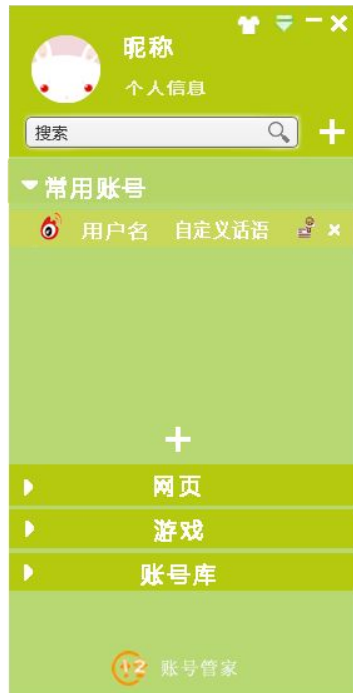 昵称
个人信息
搜索
常用账号
用户名 自定义话语
网页
游戏
账号库
12 账号管家